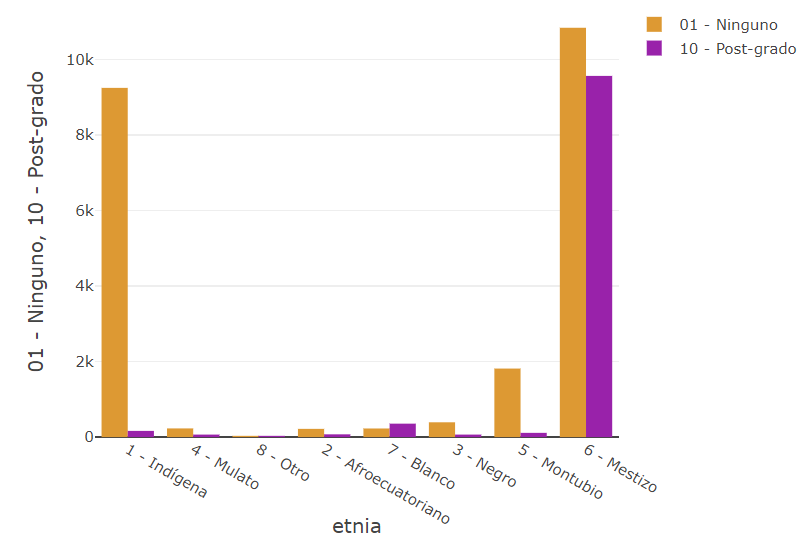 01 - Ninguno
10 - Post-grado
01 - Ninguno, 10 - Post-grado
10k
8k
6k
4k
2k
0
1 - Indígena
4 - Mulato
8 - Otro
2 - Afroecuatoriano
7 - Blanco
3 - Negro
5 - Montubio
6 - Mestizo
etnia